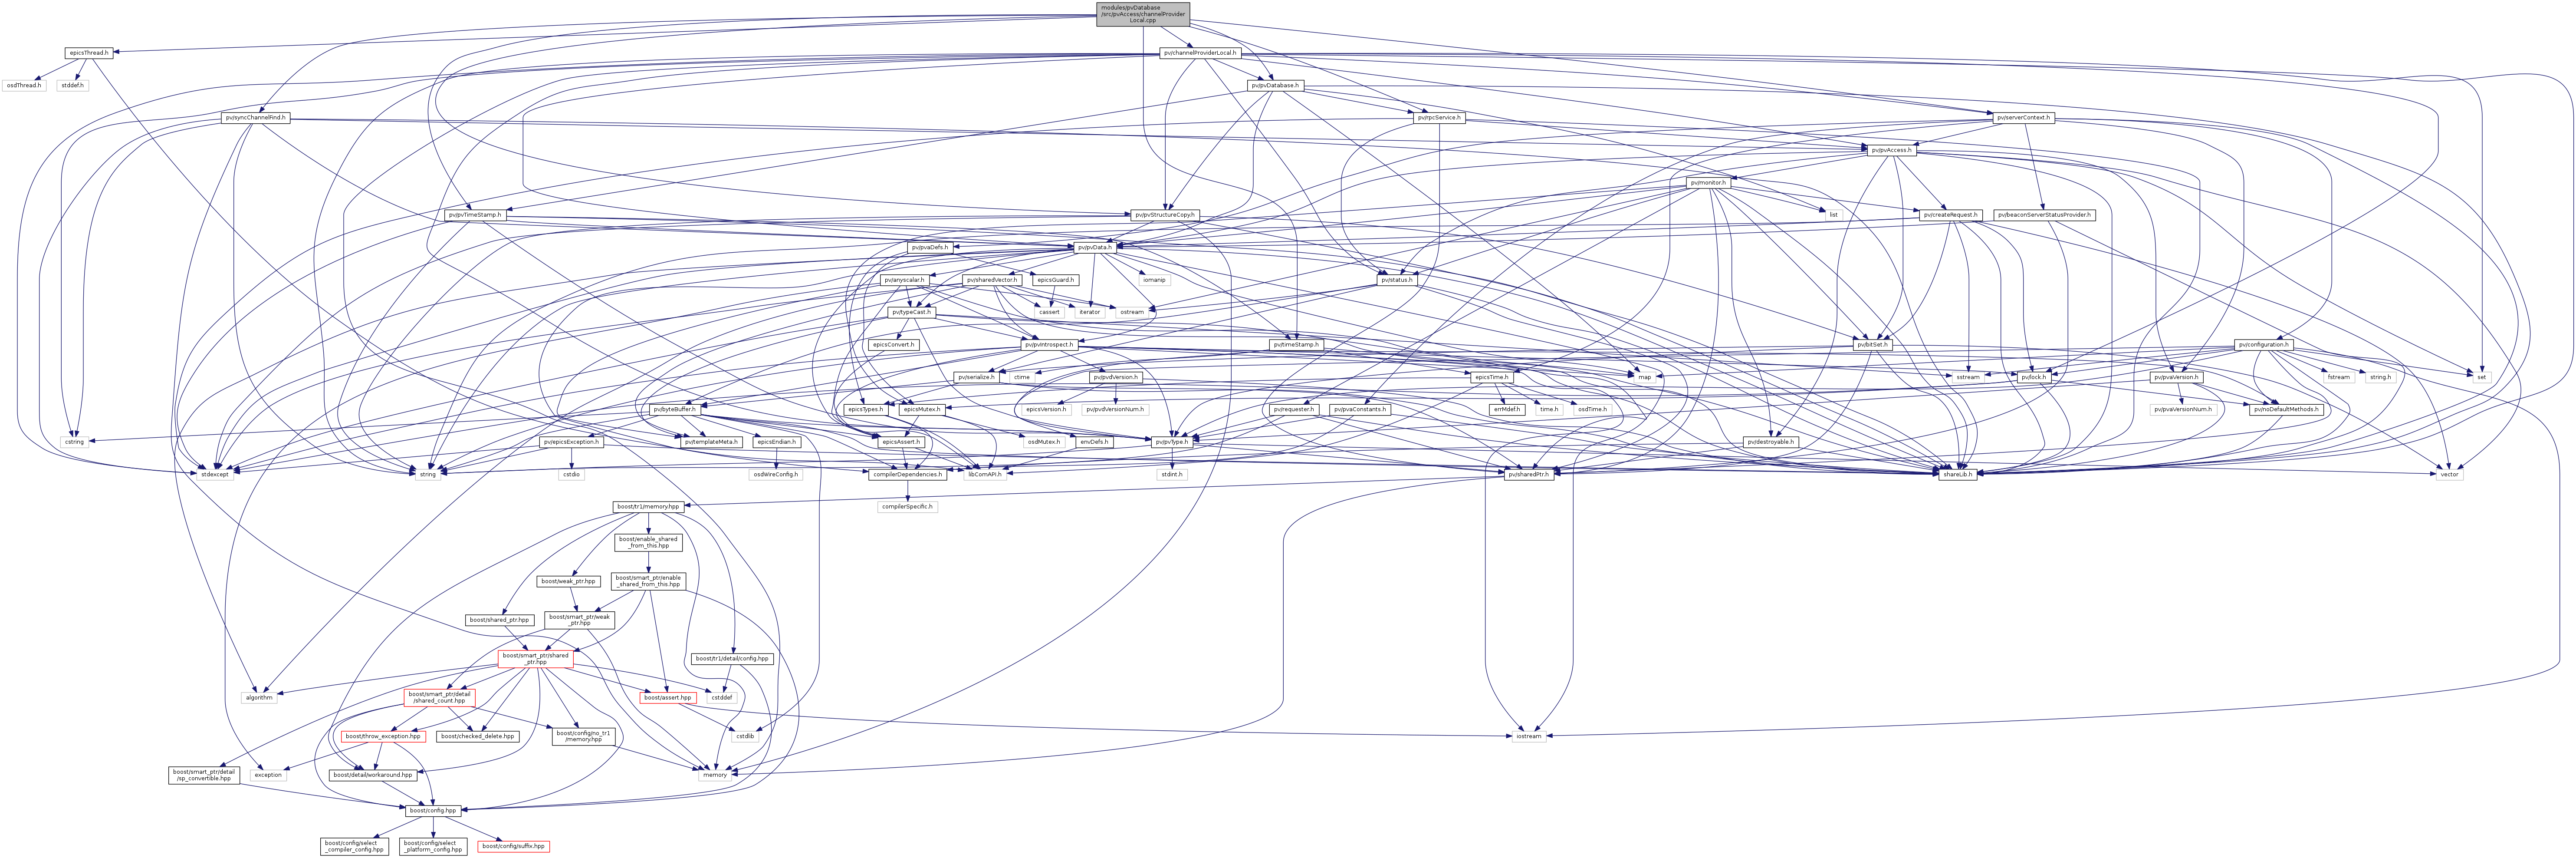 modules/pvDatabase
/src/pvAccess/channelProvider
Local.cpp
epicsThread.h
pv/channelProviderLocal.h
osdThread.h
stddef.h
pv/pvDatabase.h
pv/syncChannelFind.h
pv/rpcService.h
pv/serverContext.h
pv/pvAccess.h
pv/monitor.h
pv/pvTimeStamp.h
pv/pvStructureCopy.h
list
pv/createRequest.h
pv/beaconServerStatusProvider.h
pv/pvaDefs.h
pv/pvData.h
pv/anyscalar.h
pv/sharedVector.h
epicsGuard.h
iomanip
pv/status.h
pv/typeCast.h
cassert
iterator
ostream
epicsConvert.h
pv/pvIntrospect.h
pv/timeStamp.h
pv/bitSet.h
pv/configuration.h
pv/serialize.h
ctime
pv/pvdVersion.h
map
epicsTime.h
sstream
pv/lock.h
pv/pvaVersion.h
fstream
string.h
set
pv/byteBuffer.h
epicsTypes.h
epicsMutex.h
epicsVersion.h
pv/pvdVersionNum.h
pv/requester.h
pv/pvaConstants.h
errMdef.h
time.h
osdTime.h
pv/pvaVersionNum.h
pv/noDefaultMethods.h
cstring
pv/epicsException.h
pv/templateMeta.h
epicsEndian.h
epicsAssert.h
osdMutex.h
envDefs.h
pv/pvType.h
pv/destroyable.h
stdexcept
string
cstdio
osdWireConfig.h
compilerDependencies.h
libComAPI.h
stdint.h
pv/sharedPtr.h
shareLib.h
vector
boost/tr1/memory.hpp
compilerSpecific.h
boost/enable_shared
_from_this.hpp
boost/weak_ptr.hpp
boost/smart_ptr/enable
_shared_from_this.hpp
boost/shared_ptr.hpp
boost/smart_ptr/weak
_ptr.hpp
boost/smart_ptr/shared
_ptr.hpp
boost/tr1/detail/config.hpp
algorithm
boost/smart_ptr/detail
/shared_count.hpp
boost/assert.hpp
cstddef
boost/throw_exception.hpp
boost/checked_delete.hpp
boost/config/no_tr1
/memory.hpp
cstdlib
iostream
boost/smart_ptr/detail
/sp_convertible.hpp
exception
boost/detail/workaround.hpp
memory
boost/config.hpp
boost/config/select
_compiler_config.hpp
boost/config/select
_platform_config.hpp
boost/config/suffix.hpp